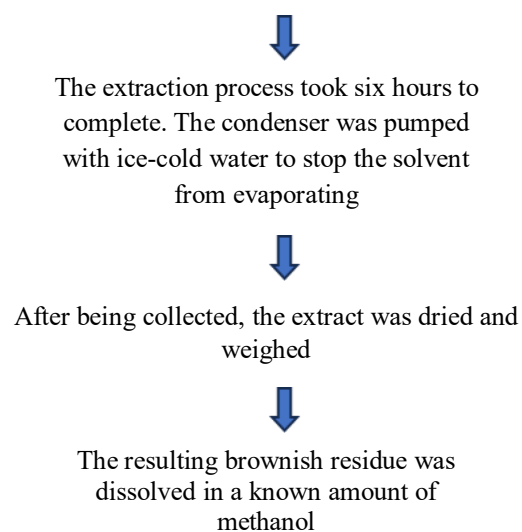 The extraction process took six hours to
complete. The condenser was pumped
with ice-cold water to stop the solvent
from evaporating
After being collected, the extract was dried and
weighed
The resulting brownish residue was
dissolved in a known amount of
methanol